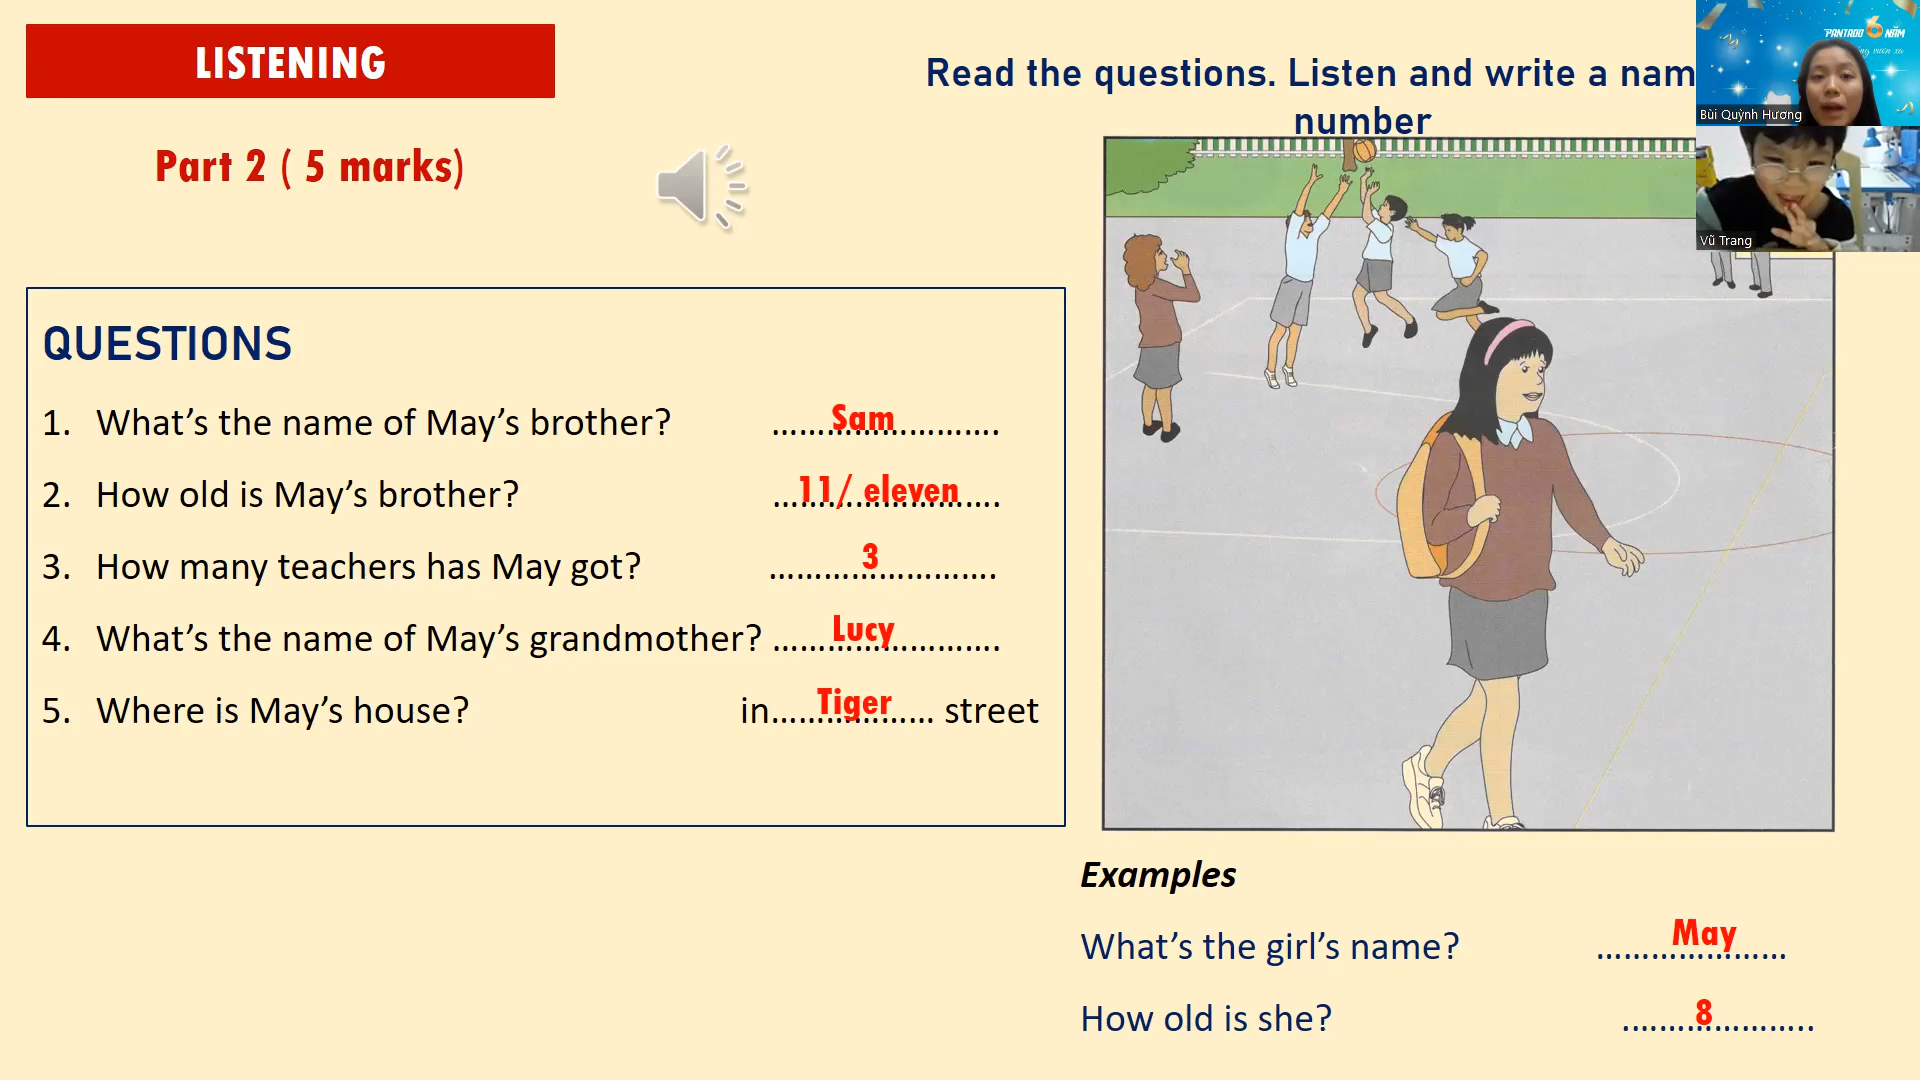 LISTENING
Part 2 ( 5 marks)
Read the questions. Listen and write a nam
number
QUESTIONS
1. What's the name of May's brother? Sam
2. How old is May's brother? 11/ eleven
3. How many teachers has May got? 3
4. What's the name of May's grandmother? Lucy
5. Where is May's house? in Tiger street
Examples
What's the girl's name? May
How old is she? 8
PANTADO 6 NĂM
Bùi Quỳnh Hương
Vũ Trang